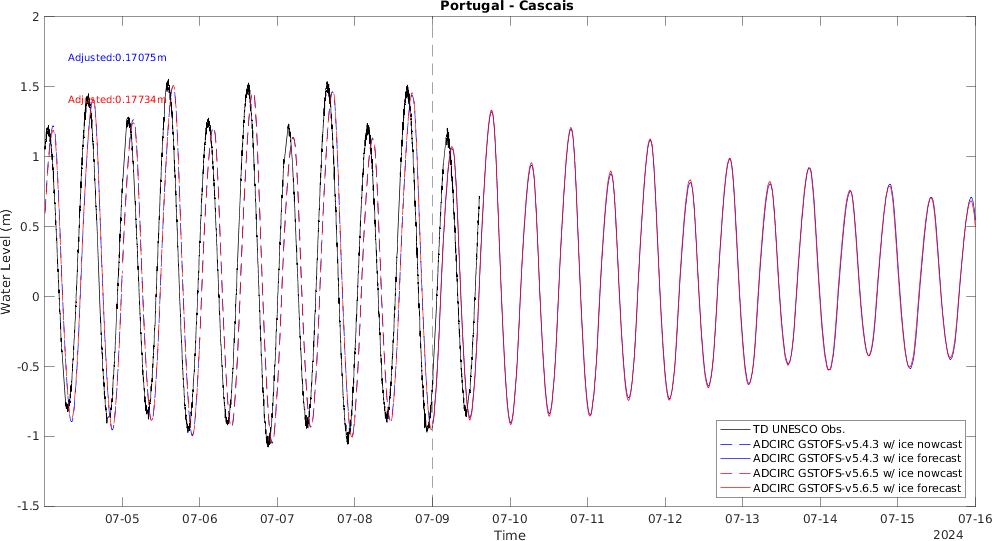 Portugal - Cascais
2
Adjusted:0.17075m
1.5
Adjusted:0.17734m
1
0.5
Water Level (m)
0
-0.5
-1
TD UNESCO Obs.
ADCIRC GSTOFS-v5.4.3 w/ ice nowcast
ADCIRC GSTOFS-v5.4.3 w/ ice forecast
ADCIRC GSTOFS-v5.6.5 w/ ice nowcast
ADCIRC GSTOFS-v5.6.5 w/ ice forecast
-1.5
07-05 07-06 07-07 07-08 07-09 07-10 07-11 07-12 07-13 07-14 07-15 07-16
Time
2024